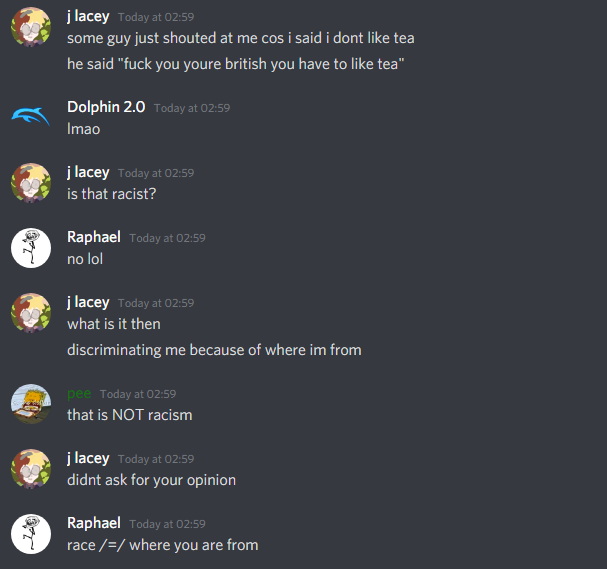 j lacey Today at 02:59
some guy just shouted at me cos i said i dont like tea
he said "fuck you youre british you have to like tea"
Dolphin 2.0 Today at 02:59
lmao
j lacey Today at 02:59
is that racist?
Raphael Today at 02:59
no lol
j lacey Today at 02:59
what is it then
discriminating me because of where im from
pee Today at 02:59
that is NOT racism
j lacey Today at 02:59
didnt ask for your opinion
Raphael Today at 02:59
race /=/ where you are from